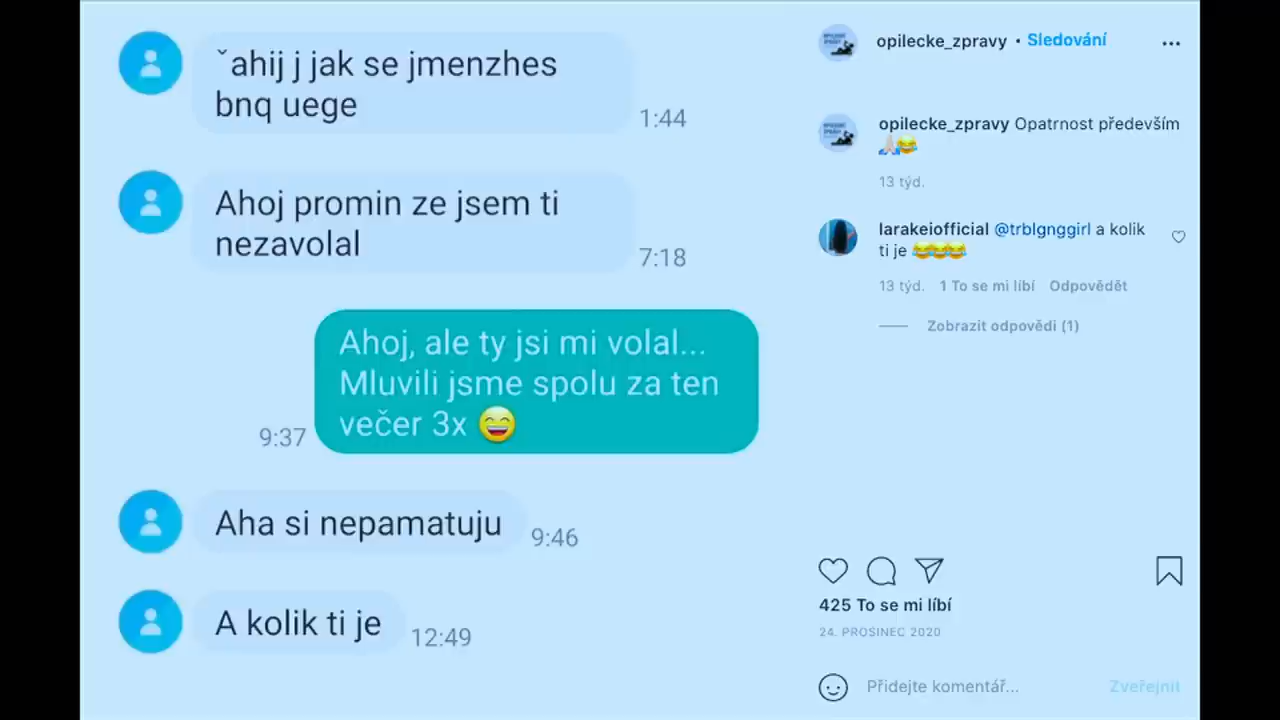 ˇahij j jak se jmenzhes
bnq uege
1:44
Ahoj promin ze jsem ti
nezavolal
7:18
Ahoj, ale ty jsi mi volal...
Mluvili jsme spolu za ten
večer 3x 😄
9:37
Aha si nepamatuju
9:46
A kolik ti je
12:49
opilecke_zpravy • Sledování
opilecke_zpravy Opatrnost především
🙏🏻😂
13 týd.
larakeiofficial @trblgnggirl a kolik
ti je 😂😂😂
13 týd. 1 To se mi líbí Odpovědět
Zobrazit odpovědi (1)
425 To se mi líbí
24. PROSINEC 2020
Přidejte komentář...
Zveřejnit